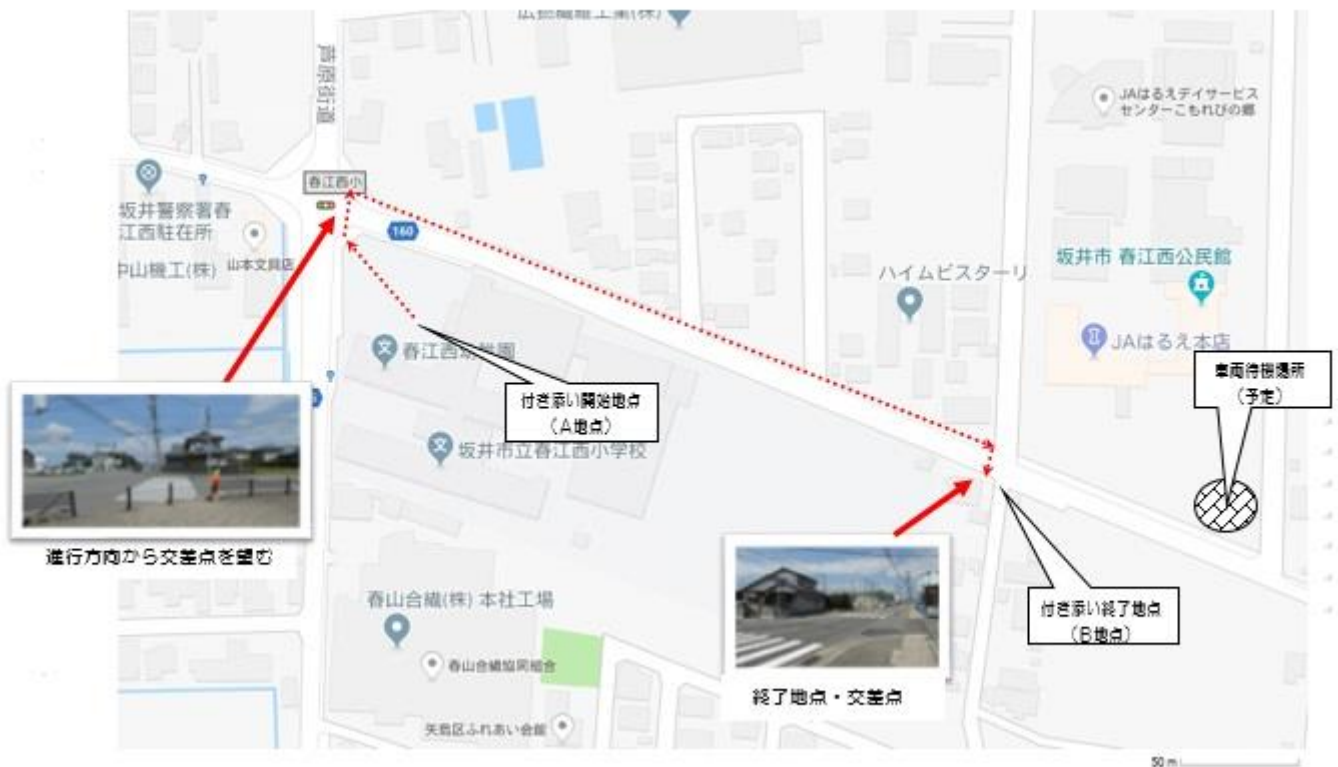 芦原街道
JAはるえデイサービス
センターこもれびの郷
春江西小
坂井警察署春
江西駐在所
山本文具店
中山機工(株)
160
坂井市 春江西公民館
ハイムビスターリ
JAはるえ本店
車両待機場所
(予定)
春江西幼稚園
付き添い開始地点
(A地点)
坂井市立春江西小学校
進行方向から交差点を望む
春山合繊(株) 本社工場
付き添い終了地点
(B地点)
春山合繊協同組合
終了地点・交差点
矢島区ふれあい会館
50 m